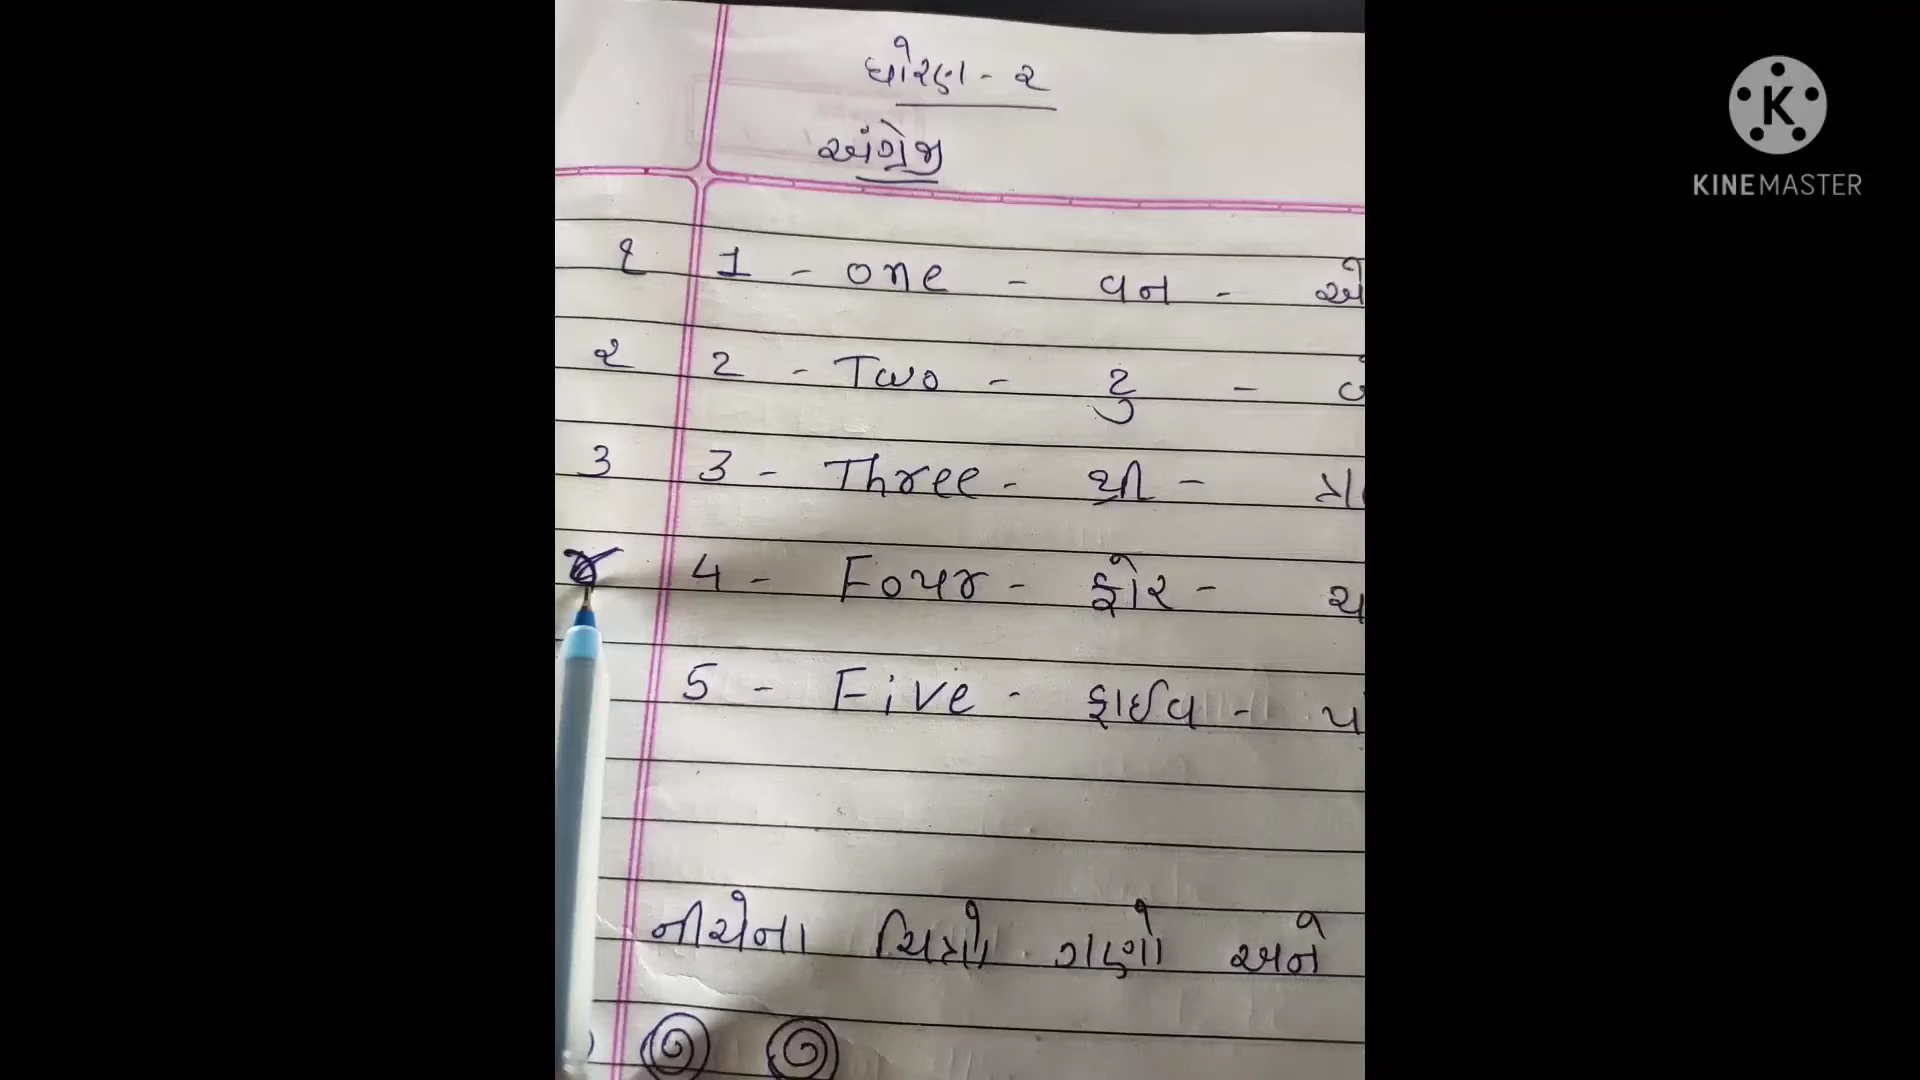 ધોરણ - ૨
અંગ્રેજી
૧ 1 - one - વન -
૨ 2 - Two - ટુ -
૩ 3 - Three - થ્રી -
4 - Four - ફોર -
5 - Five - ફાઈવ -
નીચેના ચિત્રો ગણો અને
KINEMASTER